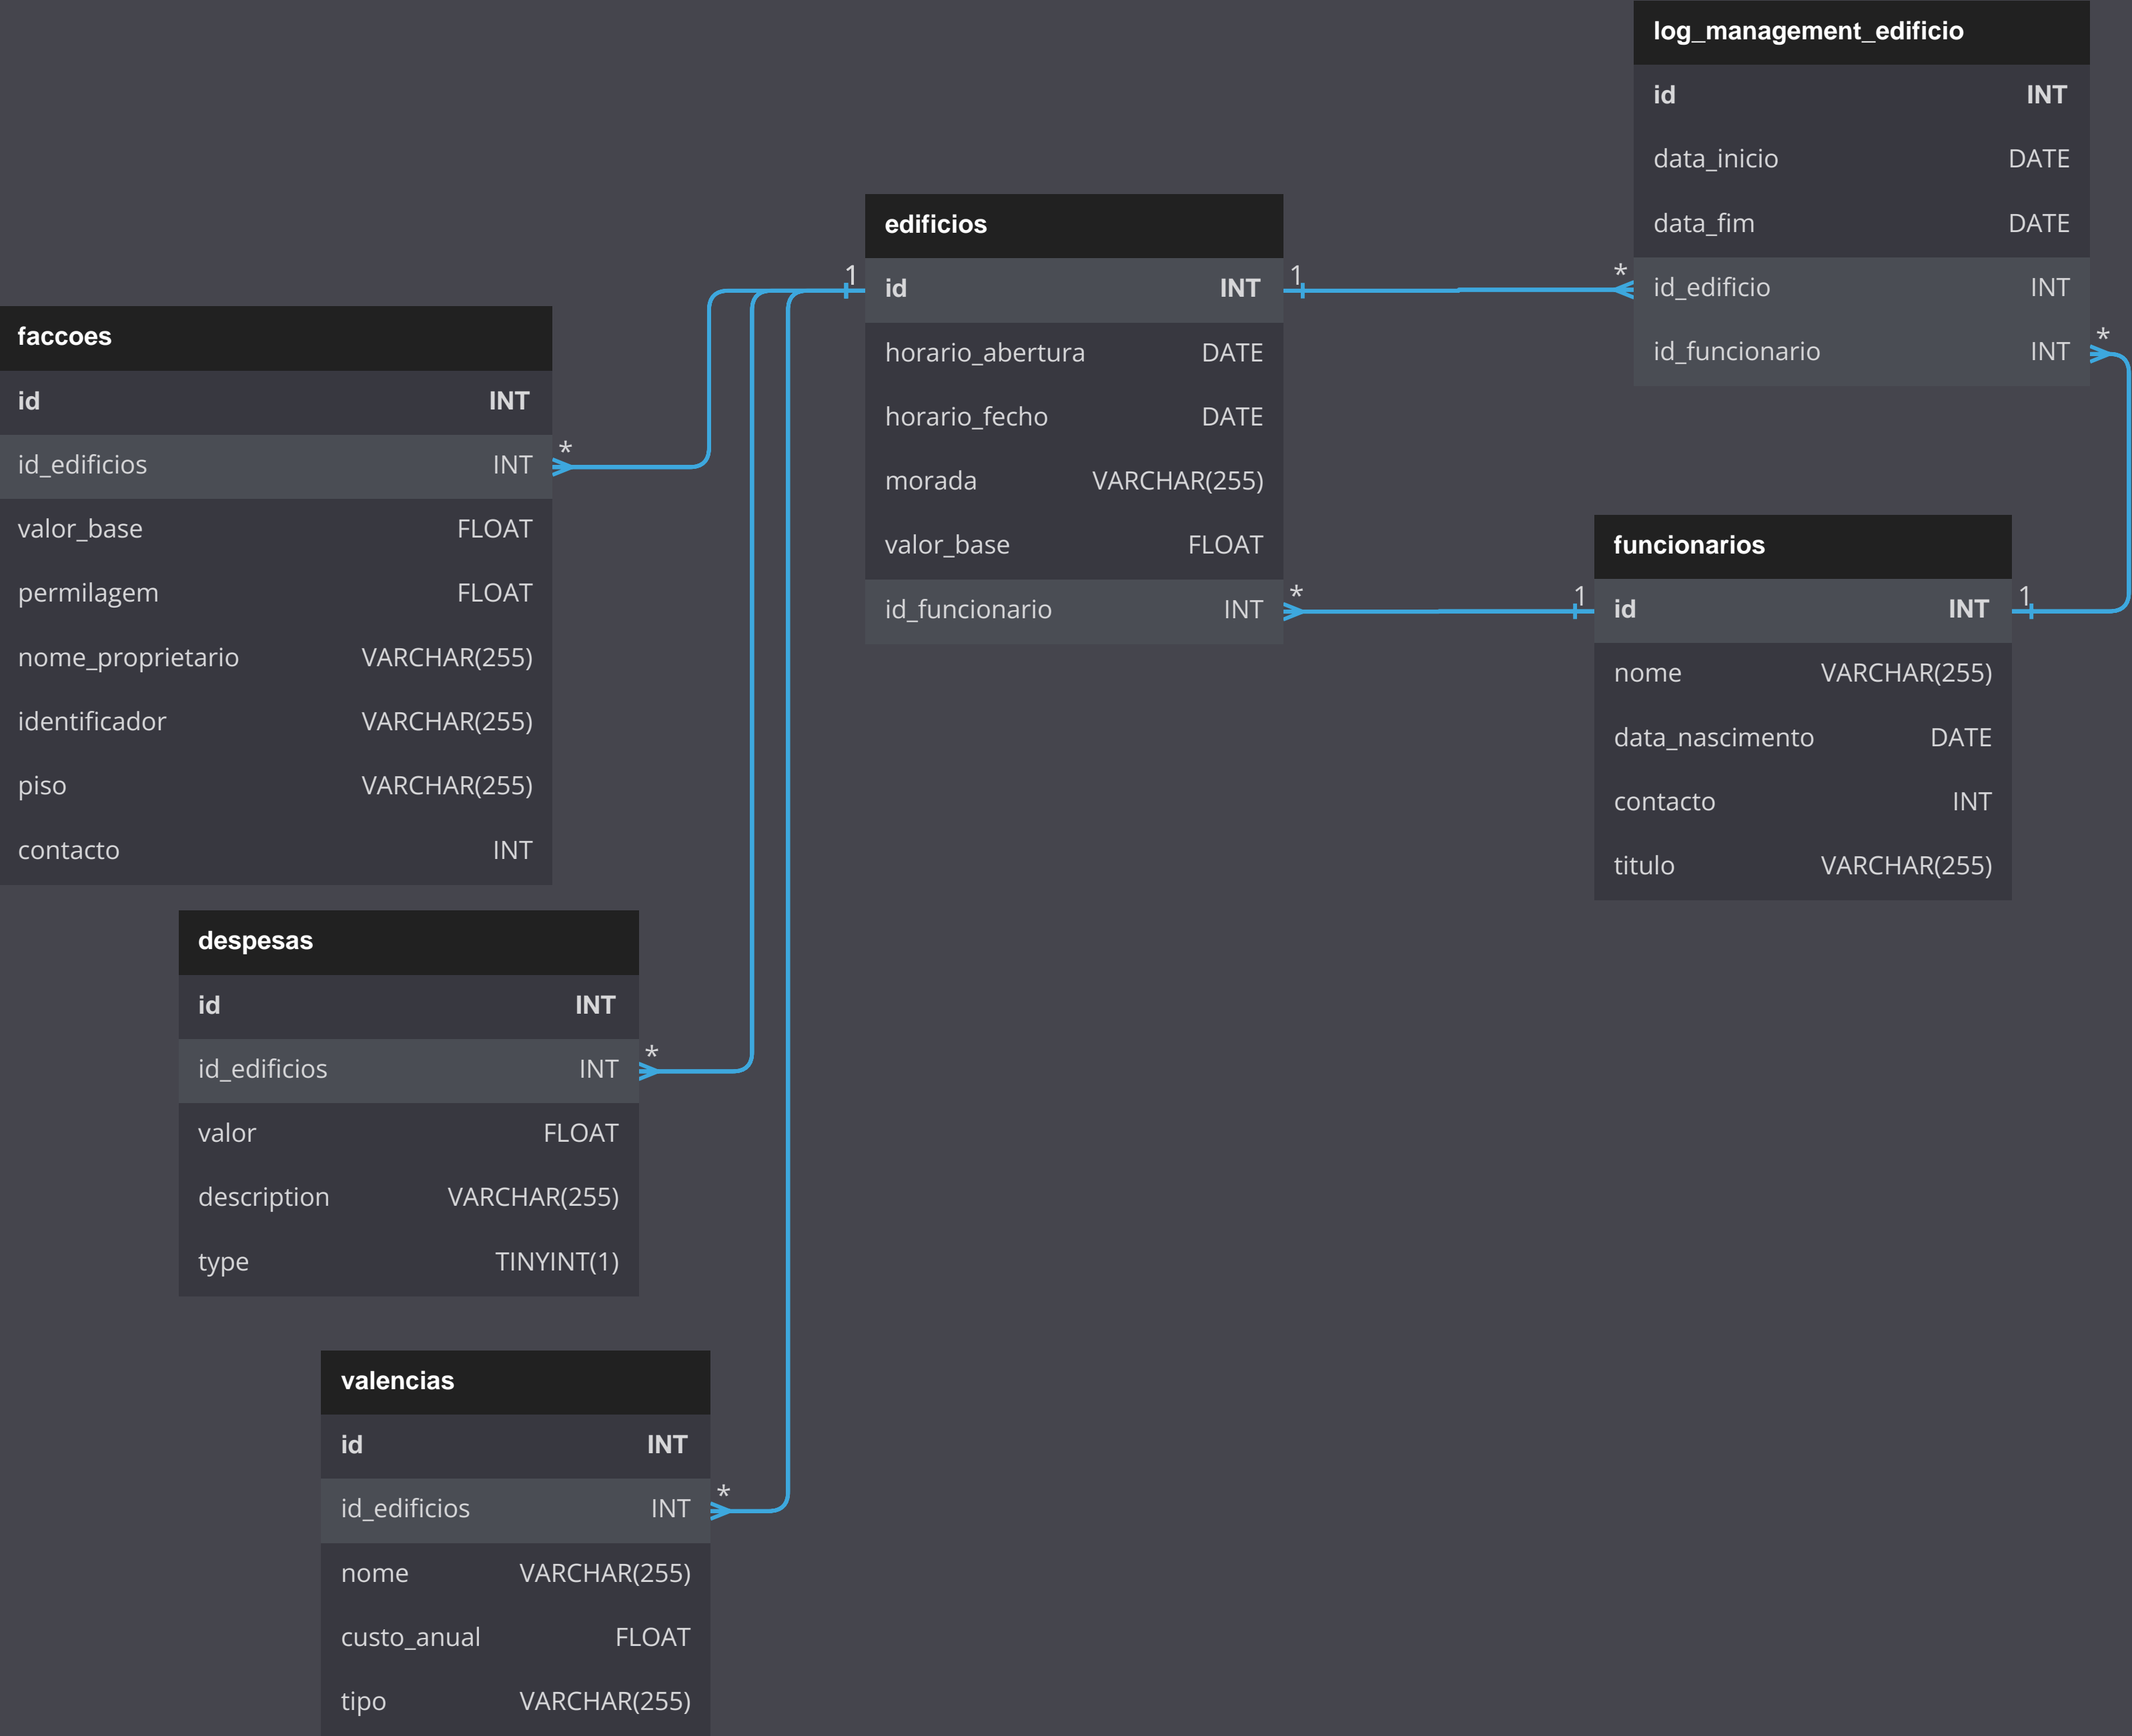 log_management_edificio
id INT
data_inicio DATE
data_fim DATE
* id_edificio INT
id_funcionario INT *
edificios
1 id INT 1
horario_abertura DATE
horario_fecho DATE
morada VARCHAR(255)
valor_base FLOAT
id_funcionario INT *
faccoes
id INT
id_edificios INT *
valor_base FLOAT
permilagem FLOAT
nome_proprietario VARCHAR(255)
identificador VARCHAR(255)
piso VARCHAR(255)
contacto INT
funcionarios
1 id INT 1
nome VARCHAR(255)
data_nascimento DATE
contacto INT
titulo VARCHAR(255)
despesas
id INT
id_edificios INT *
valor FLOAT
description VARCHAR(255)
type TINYINT(1)
valencias
id INT
id_edificios INT *
nome VARCHAR(255)
custo_anual FLOAT
tipo VARCHAR(255)